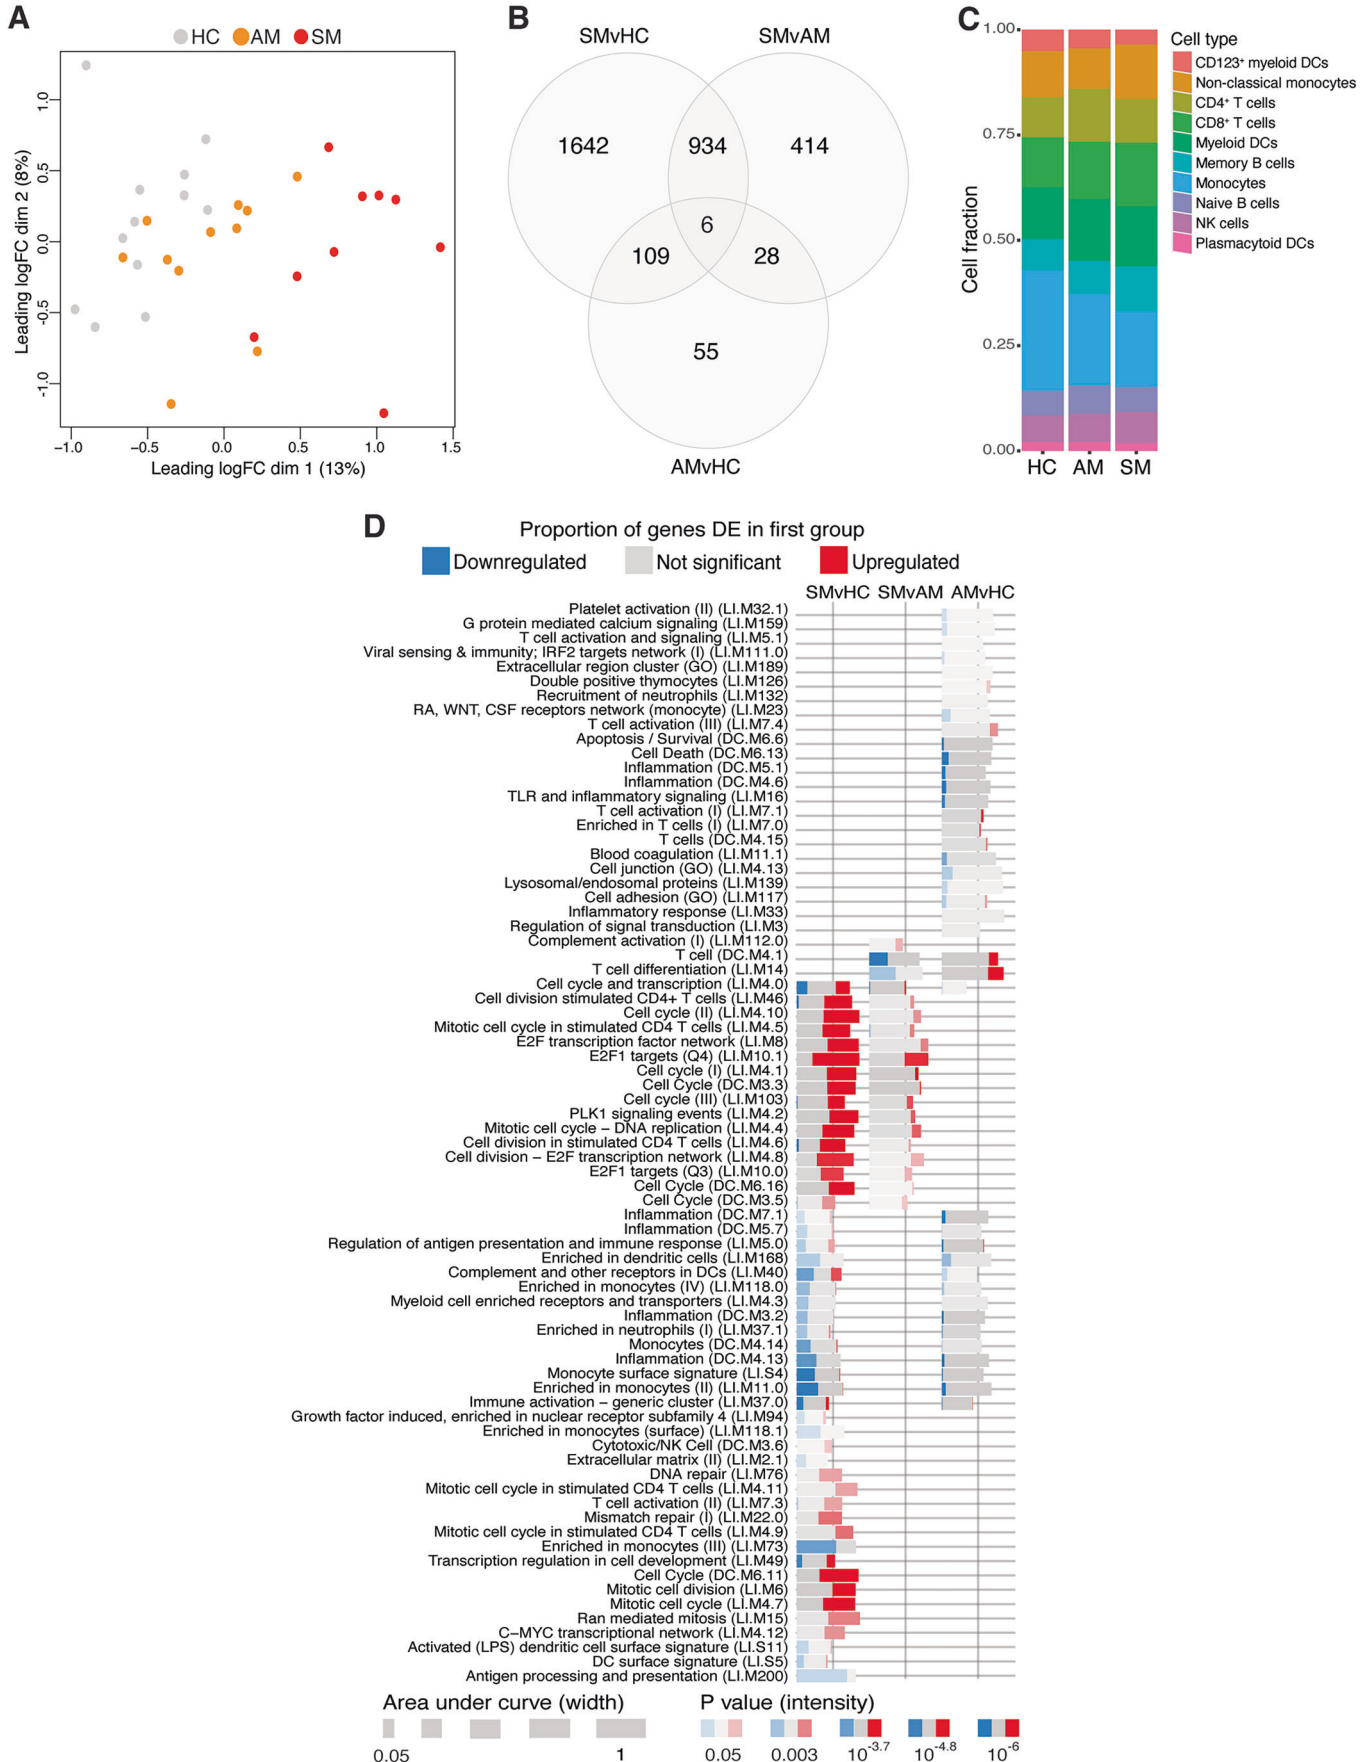 A
HC AM SM
Leading logFC dim 2 (8%)
1.0
0.5
0.0
-0.5
-1.0
−1.0 −0.5 0.0 0.5 1.0 1.5
Leading logFC dim 1 (13%)
B
SMvHC SMvAM
1642 934 414
6
109 28
55
AMvHC
C
Cell fraction
1.00
0.75
0.50
0.25
0.00
HC AM SM
Cell type
CD123⁺ myeloid DCs
Non-classical monocytes
CD4⁺ T cells
CD8⁺ T cells
Myeloid DCs
Memory B cells
Monocytes
Naive B cells
NK cells
Plasmacytoid DCs
D
Proportion of genes DE in first group
Downregulated Not significant Upregulated
SMvHC SMvAM AMvHC
Platelet activation (II) (LI.M32.1)
G protein mediated calcium signaling (LI.M159)
T cell activation and signaling (LI.M5.1)
Viral sensing & immunity; IRF2 targets network (I) (LI.M111.0)
Extracellular region cluster (GO) (LI.M189)
Double positive thymocytes (LI.M126)
Recruitment of neutrophils (LI.M132)
RA, WNT, CSF receptors network (monocyte) (LI.M23)
T cell activation (III) (LI.M7.4)
Apoptosis / Survival (DC.M6.6)
Cell Death (DC.M6.13)
Inflammation (DC.M5.1)
Inflammation (DC.M4.6)
TLR and inflammatory signaling (LI.M16)
T cell activation (I) (LI.M7.1)
Enriched in T cells (I) (LI.M7.0)
T cells (DC.M4.15)
Blood coagulation (LI.M11.1)
Cell junction (GO) (LI.M4.13)
Lysosomal/endosomal proteins (LI.M139)
Cell adhesion (GO) (LI.M117)
Inflammatory response (LI.M33)
Regulation of signal transduction (LI.M3)
Complement activation (I) (LI.M112.0)
T cell (DC.M4.1)
T cell differentiation (LI.M14)
Cell cycle and transcription (LI.M4.0)
Cell division stimulated CD4+ T cells (LI.M46)
Cell cycle (II) (LI.M4.10)
Mitotic cell cycle in stimulated CD4 T cells (LI.M4.5)
E2F transcription factor network (LI.M8)
E2F1 targets (Q4) (LI.M10.1)
Cell cycle (I) (LI.M4.1)
Cell Cycle (DC.M3.3)
Cell cycle (III) (LI.M103)
PLK1 signaling events (LI.M4.2)
Mitotic cell cycle − DNA replication (LI.M4.4)
Cell division in stimulated CD4 T cells (LI.M4.6)
Cell division − E2F transcription network (LI.M4.8)
E2F1 targets (Q3) (LI.M10.0)
Cell Cycle (DC.M6.16)
Cell Cycle (DC.M3.5)
Inflammation (DC.M7.1)
Inflammation (DC.M5.7)
Regulation of antigen presentation and immune response (LI.M5.0)
Enriched in dendritic cells (LI.M168)
Complement and other receptors in DCs (LI.M40)
Enriched in monocytes (IV) (LI.M118.0)
Myeloid cell enriched receptors and transporters (LI.M4.3)
Inflammation (DC.M3.2)
Enriched in neutrophils (I) (LI.M37.1)
Monocytes (DC.M4.14)
Inflammation (DC.M4.13)
Monocyte surface signature (LI.S4)
Enriched in monocytes (II) (LI.M11.0)
Immune activation − generic cluster (LI.M37.0)
Growth factor induced, enriched in nuclear receptor subfamily 4 (LI.M94)
Enriched in monocytes (surface) (LI.M118.1)
Cytotoxic/NK Cell (DC.M3.6)
Extracellular matrix (II) (LI.M2.1)
DNA repair (LI.M76)
Mitotic cell cycle in stimulated CD4 T cells (LI.M4.11)
T cell activation (II) (LI.M7.3)
Mismatch repair (I) (LI.M22.0)
Mitotic cell cycle in stimulated CD4 T cells (LI.M4.9)
Enriched in monocytes (III) (LI.M73)
Transcription regulation in cell development (LI.M49)
Cell Cycle (DC.M6.11)
Mitotic cell division (LI.M6)
Mitotic cell cycle (LI.M4.7)
Ran mediated mitosis (LI.M15)
C−MYC transcriptional network (LI.M4.12)
Activated (LPS) dendritic cell surface signature (LI.S11)
DC surface signature (LI.S5)
Antigen processing and presentation (LI.M200)
Area under curve (width) P value (intensity)
0.05 1 0.05 0.003 10⁻³·⁷ 10⁻⁴·⁸ 10⁻⁶